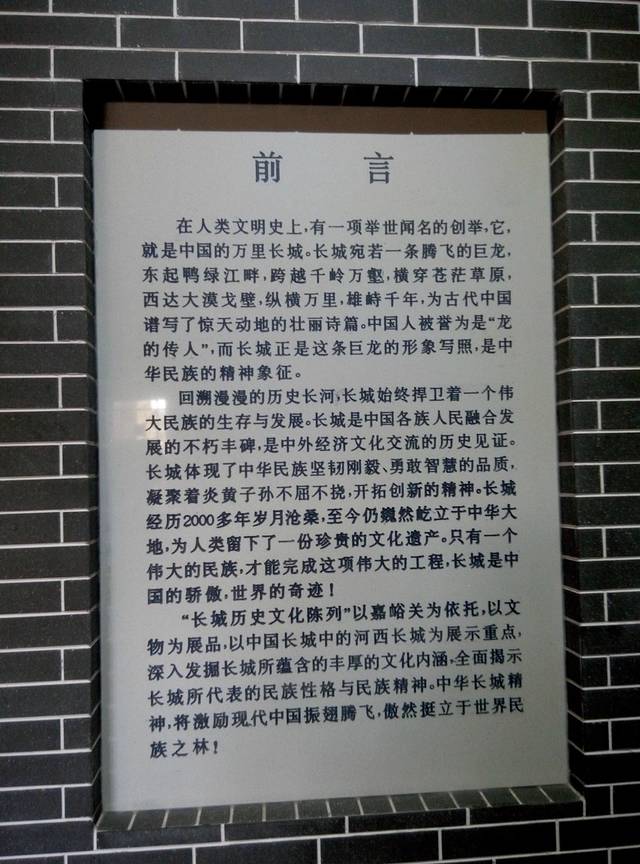 前 言
在人类文明史上，有一项举世闻名的创举，它，
就是中国的万里长城。长城宛若一条腾飞的巨龙，
东起鸭绿江畔，跨越千岭万壑，横穿苍茫草原，
西达大漠戈壁，纵横万里，雄峙千年，为古代中国
谱写了惊天动地的壮丽诗篇。中国人被誉为是“龙
的传人”，而长城正是这条巨龙的形象写照，是中
华民族的精神象征。
回溯漫漫的历史长河，长城始终捍卫着一个伟
大民族的生存与发展。长城是中国各族人民融合发
展的不朽丰碑，是中外经济文化交流的历史见证。
长城体现了中华民族坚韧刚毅、勇敢智慧的品质，
凝聚着炎黄子孙不屈不挠，开拓创新的精神。长城
经历2000多年岁月沧桑，至今仍巍然屹立于中华大
地，为人类留下了一份珍贵的文化遗产。只有一个
伟大的民族，才能完成这项伟大的工程，长城是中
国的骄傲，世界的奇迹！
“长城历史文化陈列”以嘉峪关为依托，以文
物为展品，以中国长城中的河西长城为展示重点，
深入发掘长城所蕴含的丰厚的文化内涵，全面揭示
长城所代表的民族性格与民族精神。中华长城精
神，将激励现代中国振翅腾飞，傲然挺立于世界民
族之林！